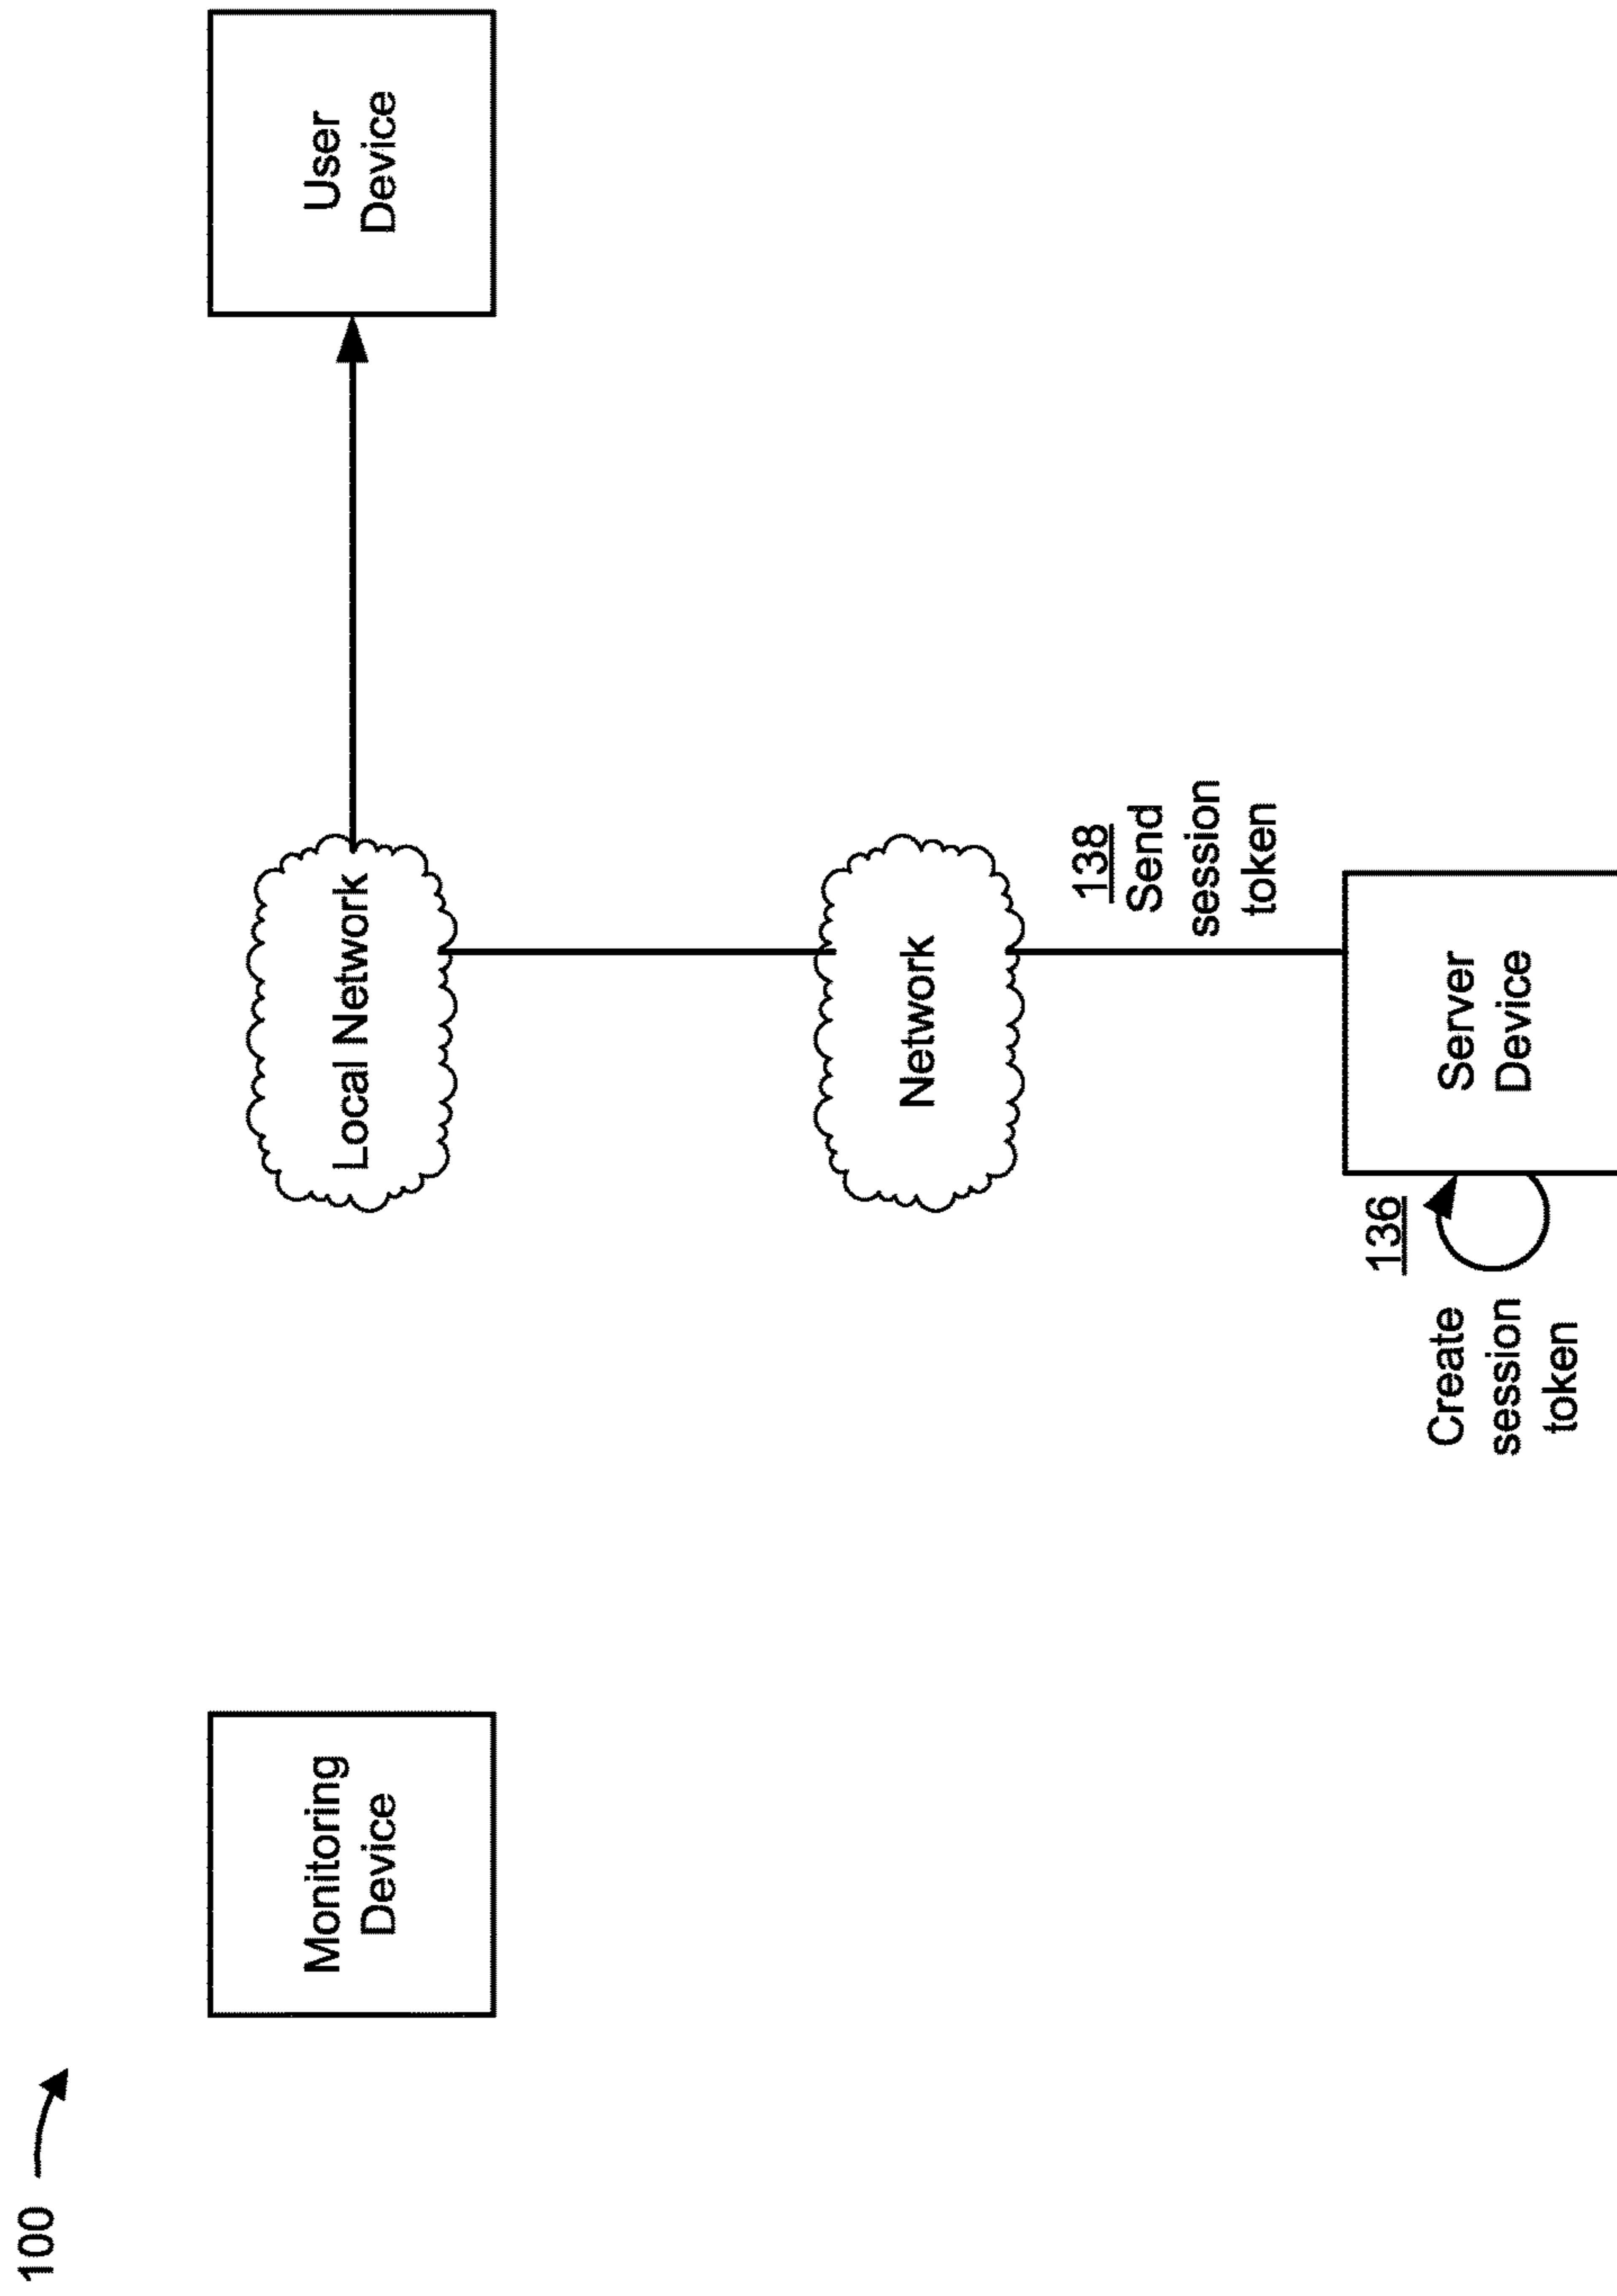 100
Monitoring
Device
Local Network
User
Device
Network
138
Send
session
token
136
Create
session
token
Server
Device